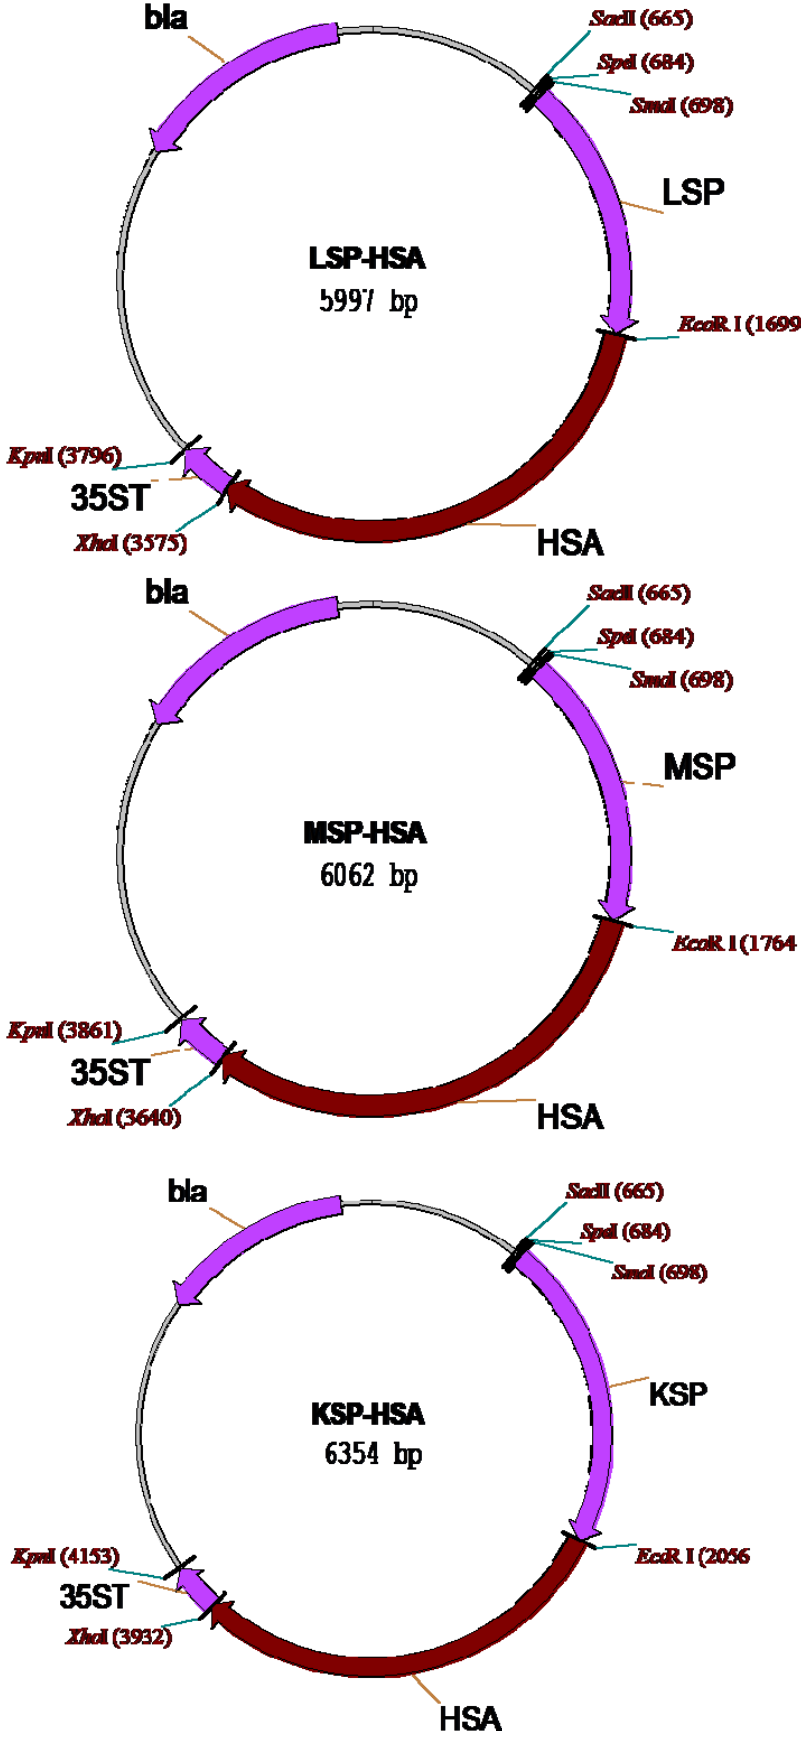 bla
SacII (665)
SpeI (684)
SmaI (698)
LSP
LSP-HSA
5997 bp
EcoR I (1699
KpnI (3796)
35ST
XhoI (3575)
HSA
bla
SacII (665)
SpeI (684)
SmaI (698)
MSP
MSP-HSA
6062 bp
EcoR I (1764
KpnI (3861)
35ST
XhoI (3640)
HSA
bla
SacII (665)
SpeI (684)
SmaI (698)
KSP
KSP-HSA
6354 bp
EcoR I (2056
KpnI (4153)
35ST
XhoI (3932)
HSA